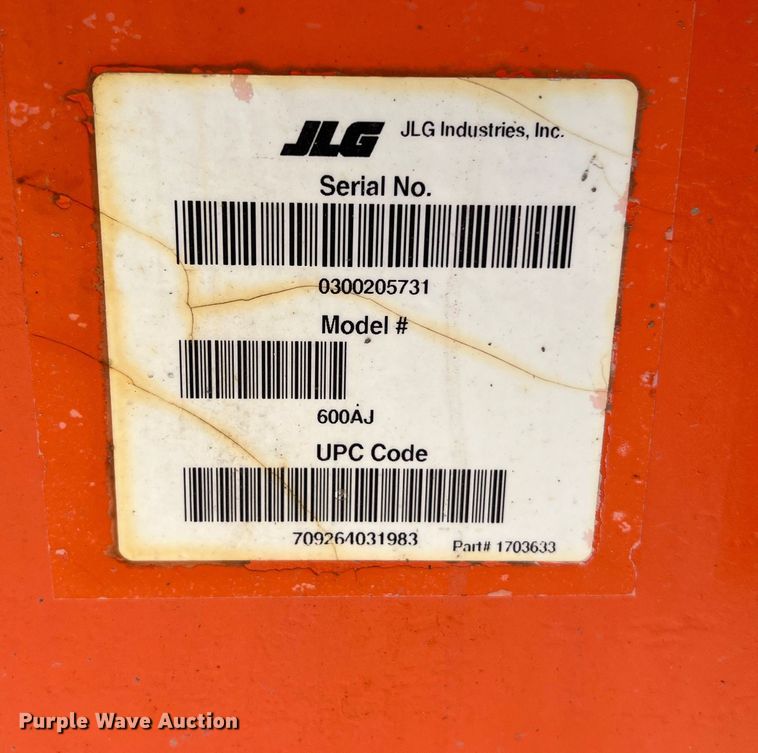 JLG JLG Industries, Inc.
Serial No.
0300205731
Model #
600AJ
UPC Code
709264031983
Part# 1703633
Purple Wave Auction